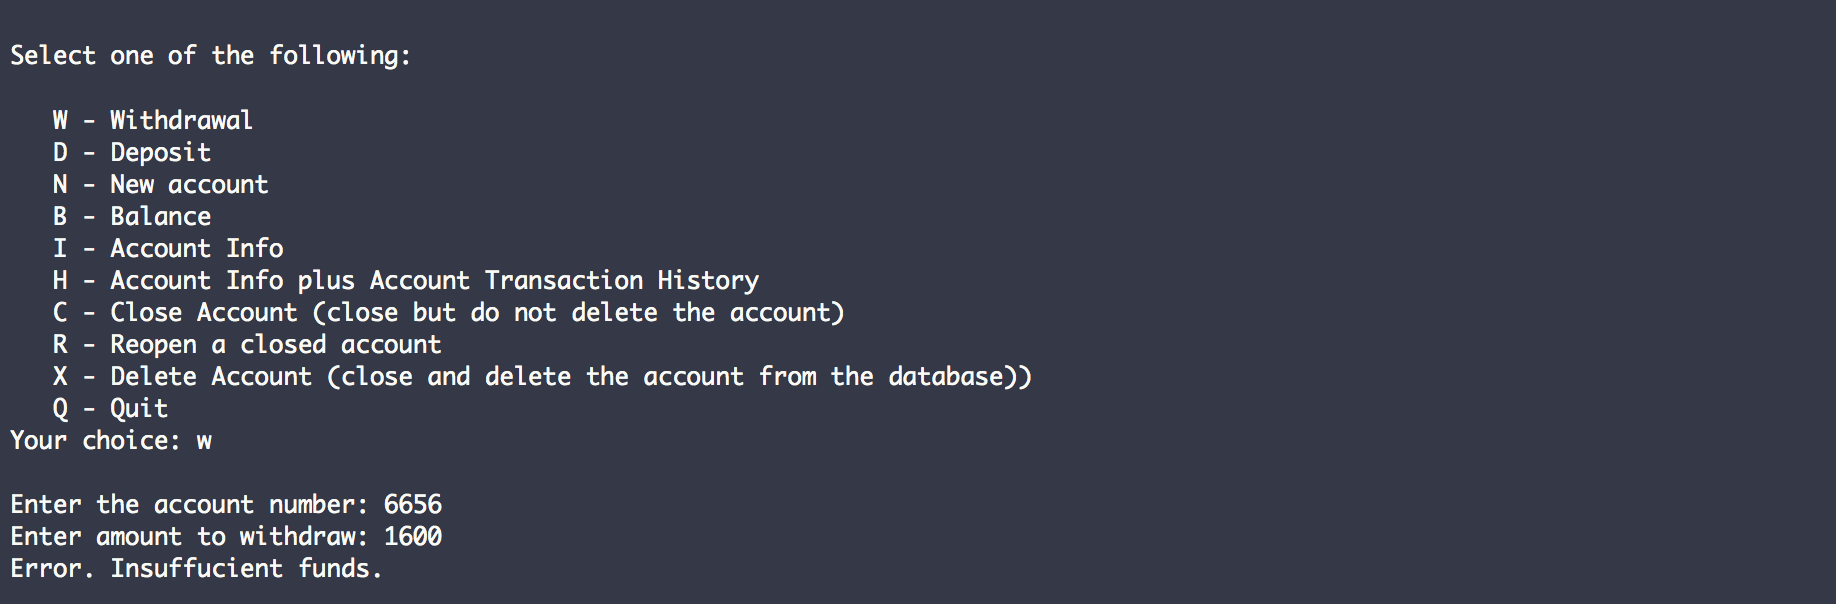 Select one of the following:
W - Withdrawal
D - Deposit
N - New account
B - Balance
I - Account Info
H - Account Info plus Account Transaction History
C - Close Account (close but do not delete the account)
R - Reopen a closed account
X - Delete Account (close and delete the account from the database))
Q - Quit
Your choice: w
Enter the account number: 6656
Enter amount to withdraw: 1600
Error. Insuffucient funds.